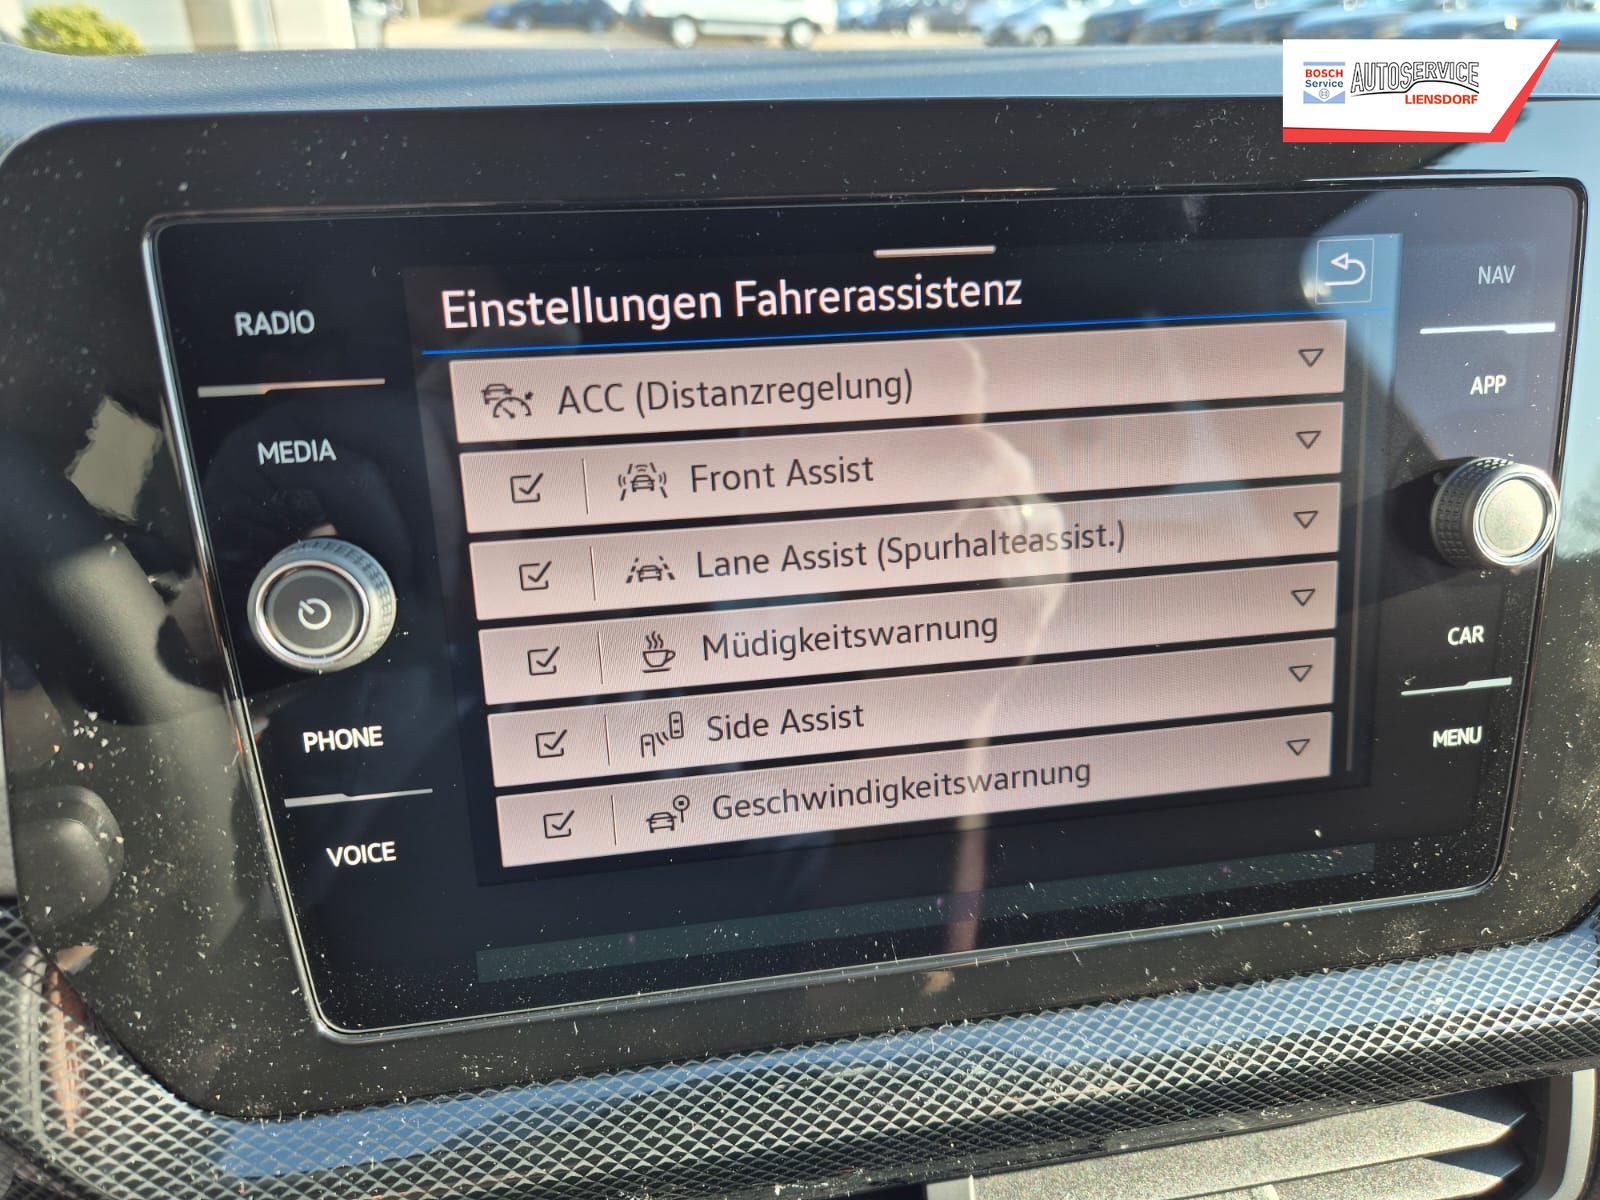 BOSCH
Service
AUTOSERVICE
LIENSDORF
RADIO
MEDIA
PHONE
VOICE
Einstellungen Fahrerassistenz
ACC (Distanzregelung)
Front Assist
Lane Assist (Spurhalteassist.)
Müdigkeitswarnung
Side Assist
Geschwindigkeitswarnung
NAV
APP
CAR
MENU